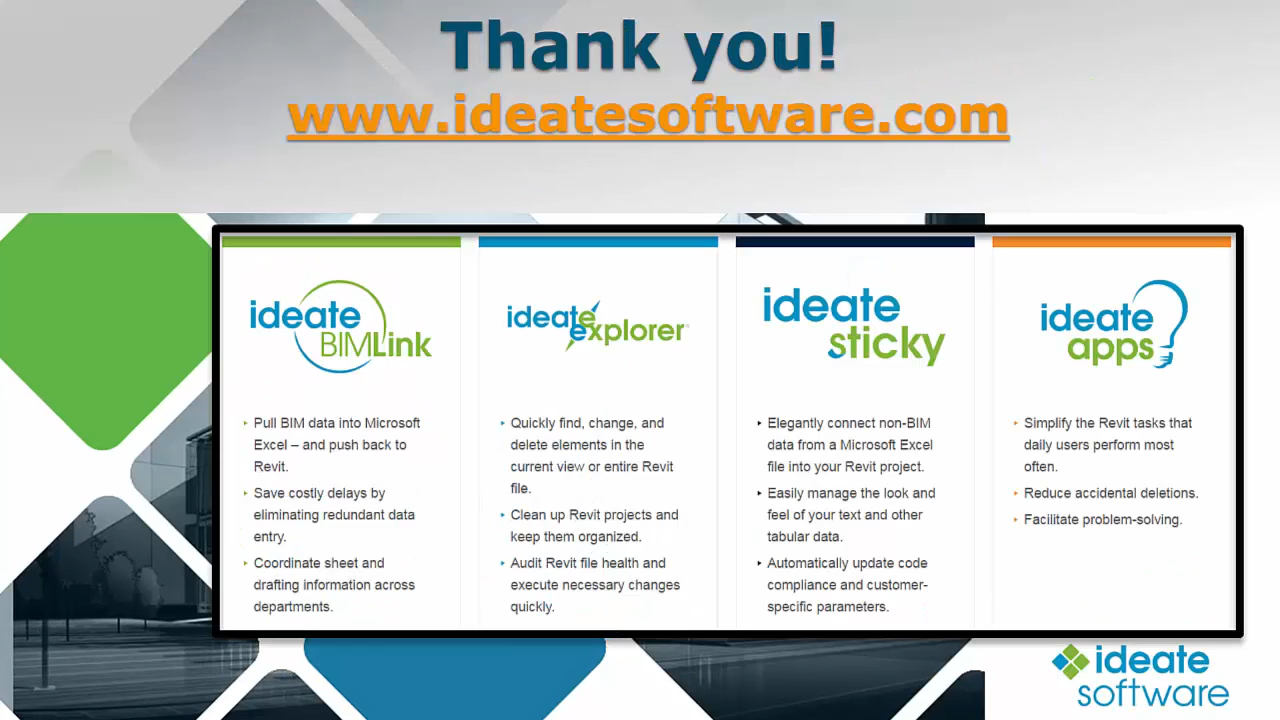 Thank you!
www.ideatesoftware.com
ideate
BIMLink
Pull BIM data into Microsoft
Excel – and push back to
Revit.
Save costly delays by
eliminating redundant data
entry.
Coordinate sheet and
drafting information across
departments.
ideate
explorer
Quickly find, change, and
delete elements in the
current view or entire Revit
file.
Clean up Revit projects and
keep them organized.
Audit Revit file health and
execute necessary changes
quickly.
ideate
sticky
Elegantly connect non-BIM
data from a Microsoft Excel
file into your Revit project.
Easily manage the look and
feel of your text and other
tabular data.
Automatically update code
compliance and customer-
specific parameters.
ideate
apps
Simplify the Revit tasks that
daily users perform most
often.
Reduce accidental deletions.
Facilitate problem-solving.
ideate
software